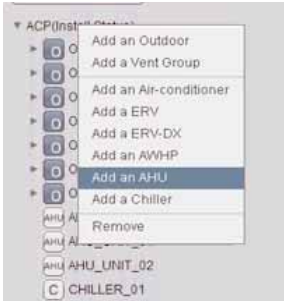 ACP(Install Status)
Add an Outdoor
Add a Vent Group
Add an Air-conditioner
Add a ERV
Add a ERV-DX
Add an AWHP
Add an AHU
Add a Chiller
Remove
O
O
O
O
O
O
AHU
AHU
AHU AHU_UNIT_02
C CHILLER_01